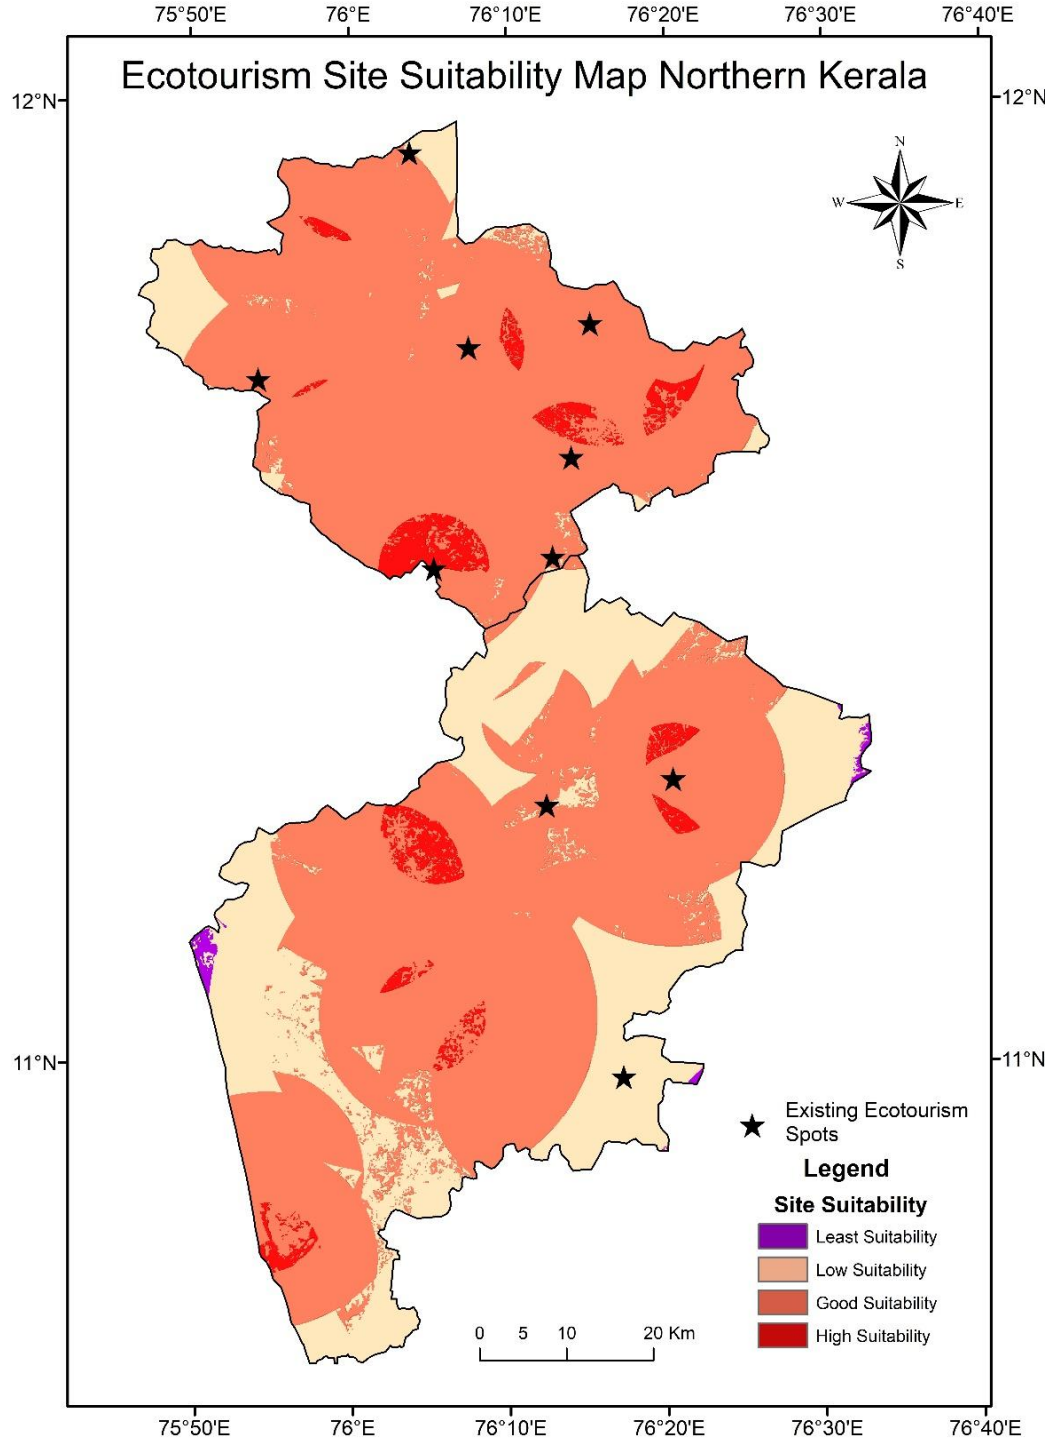 75°50'E 76°E 76°10'E 76°20'E 76°30'E 76°40'E
Ecotourism Site Suitability Map Northern Kerala
12°N 12°N
N
W E
S
11°N 11°N
Existing Ecotourism
Spots
Legend
Site Suitability
Least Suitability
Low Suitability
Good Suitability
High Suitability
0 5 10 20 Km
75°50'E 76°E 76°10'E 76°20'E 76°30'E 76°40'E